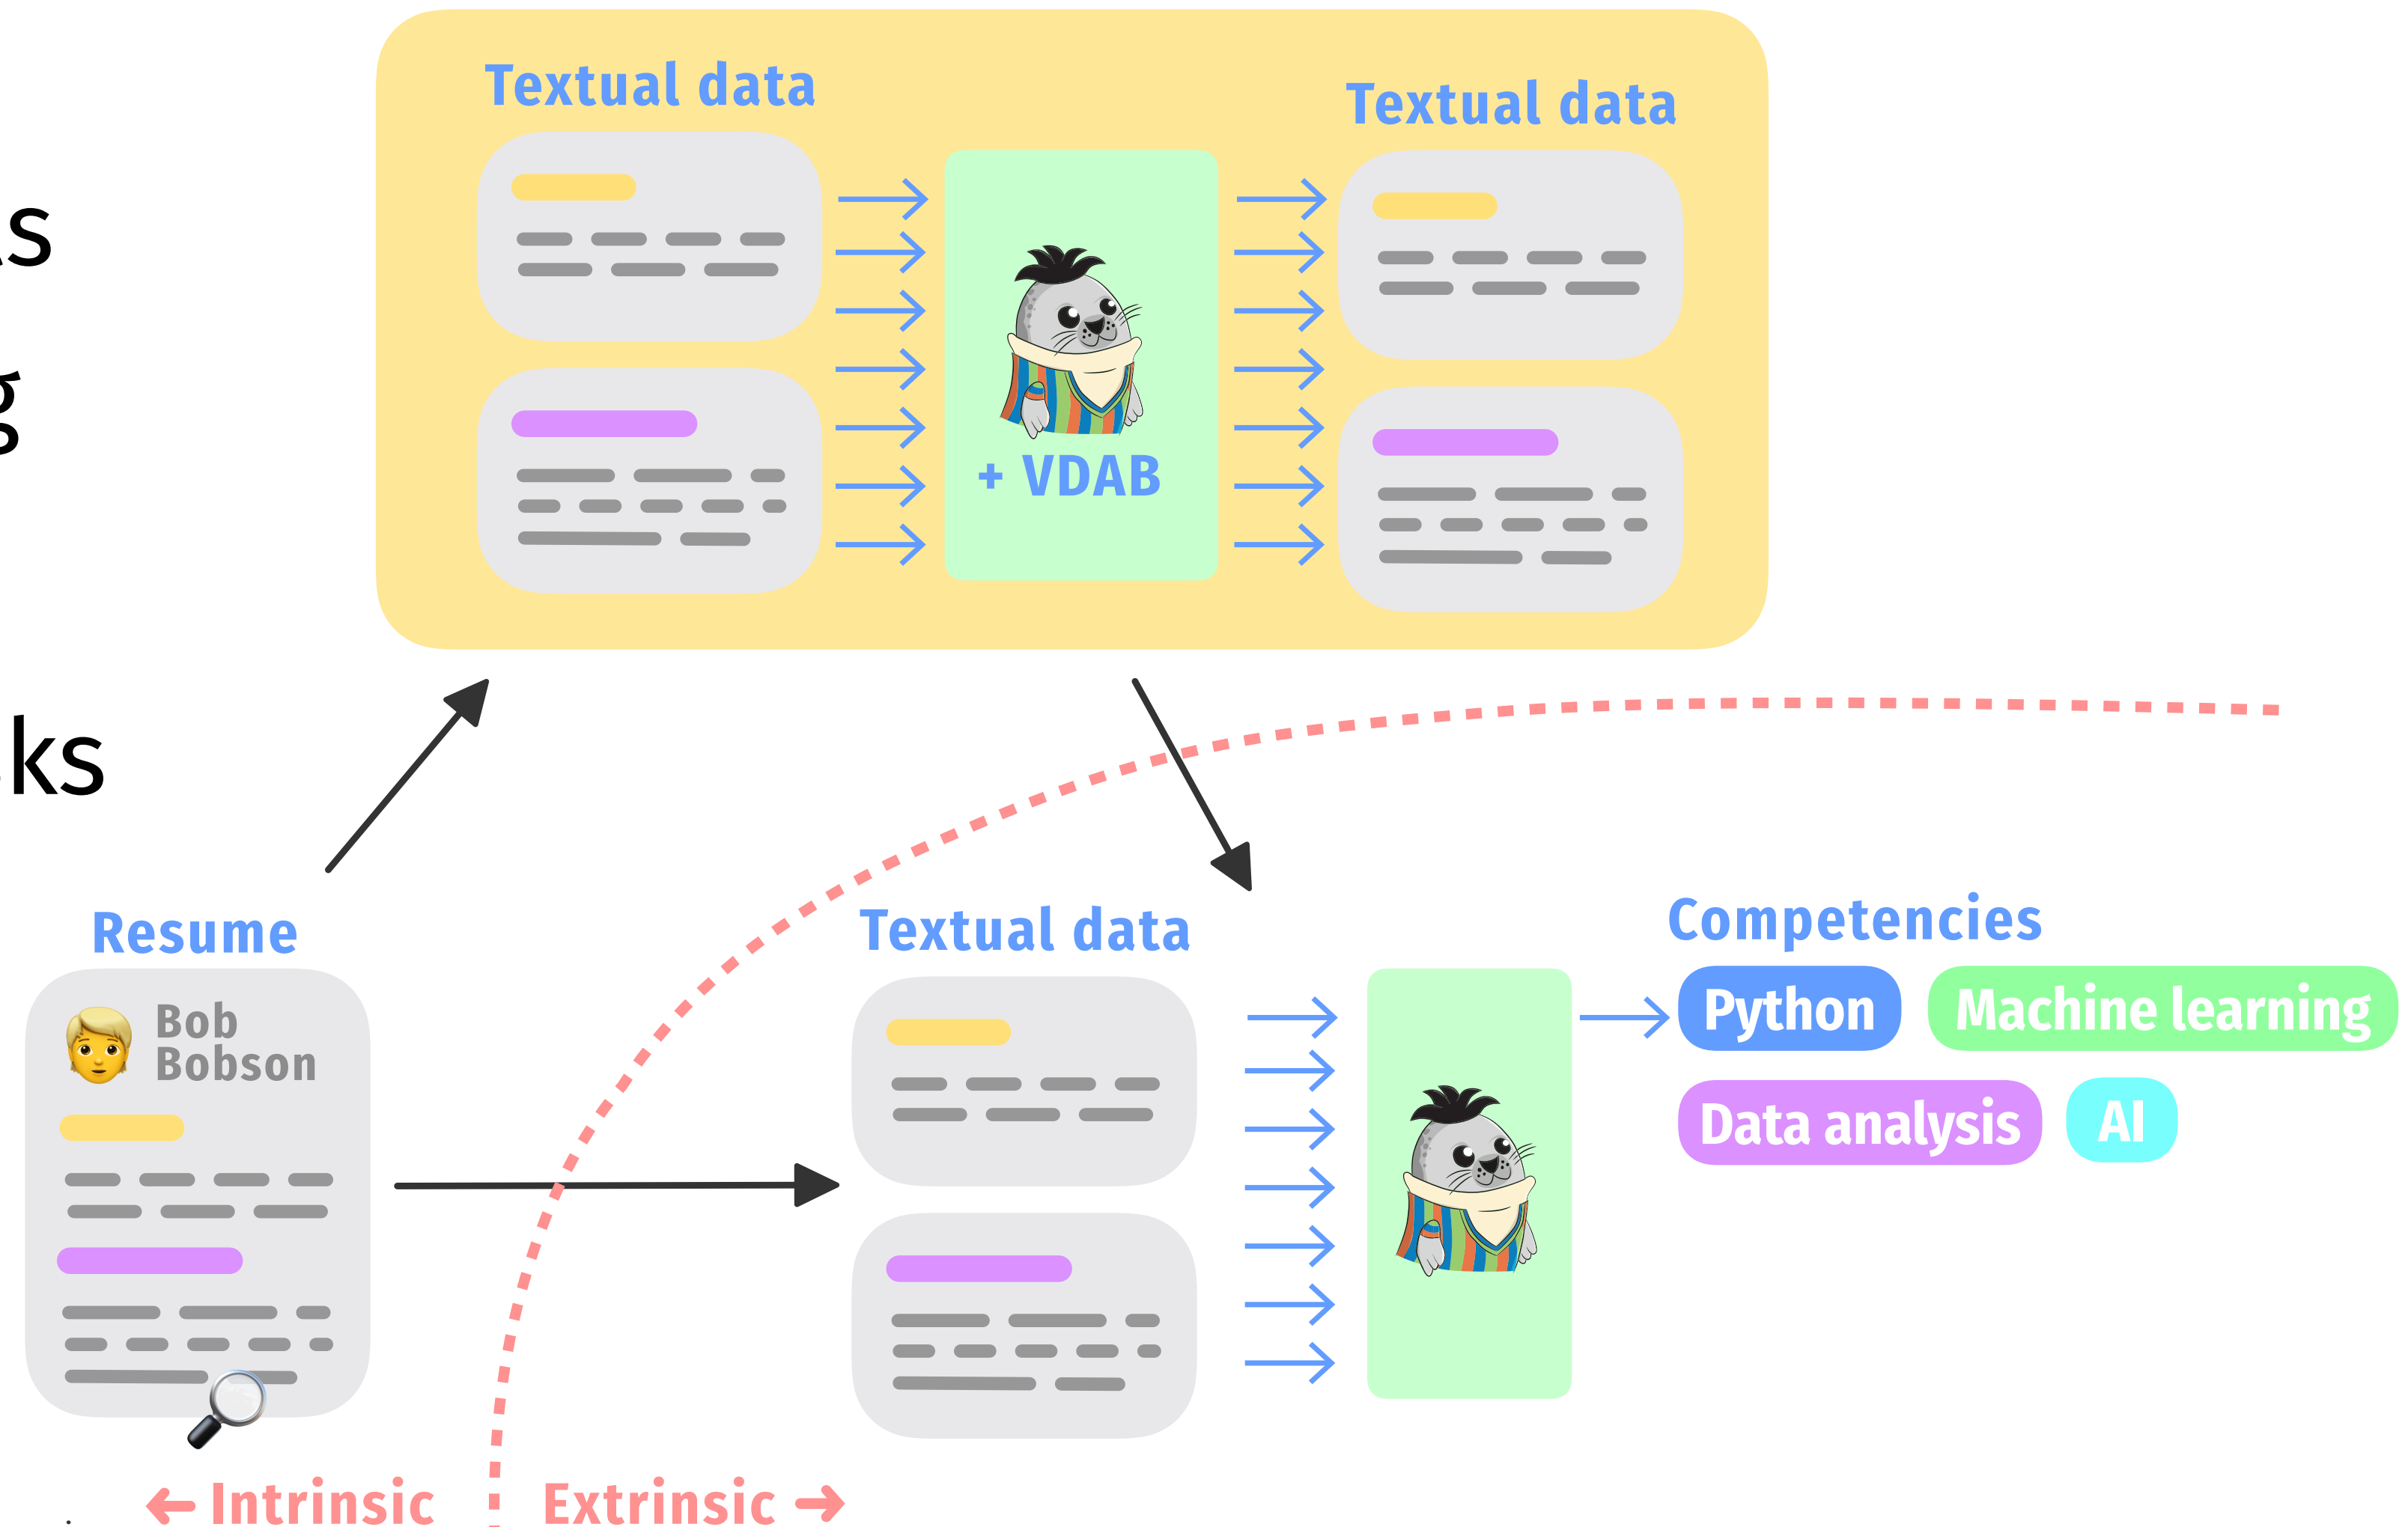 Textual data
Textual data
+ VDAB
ks
Resume
Bob
Bobson
Textual data
Competencies
Python
Machine learning
Data analysis
AI
← Intrinsic
Extrinsic →